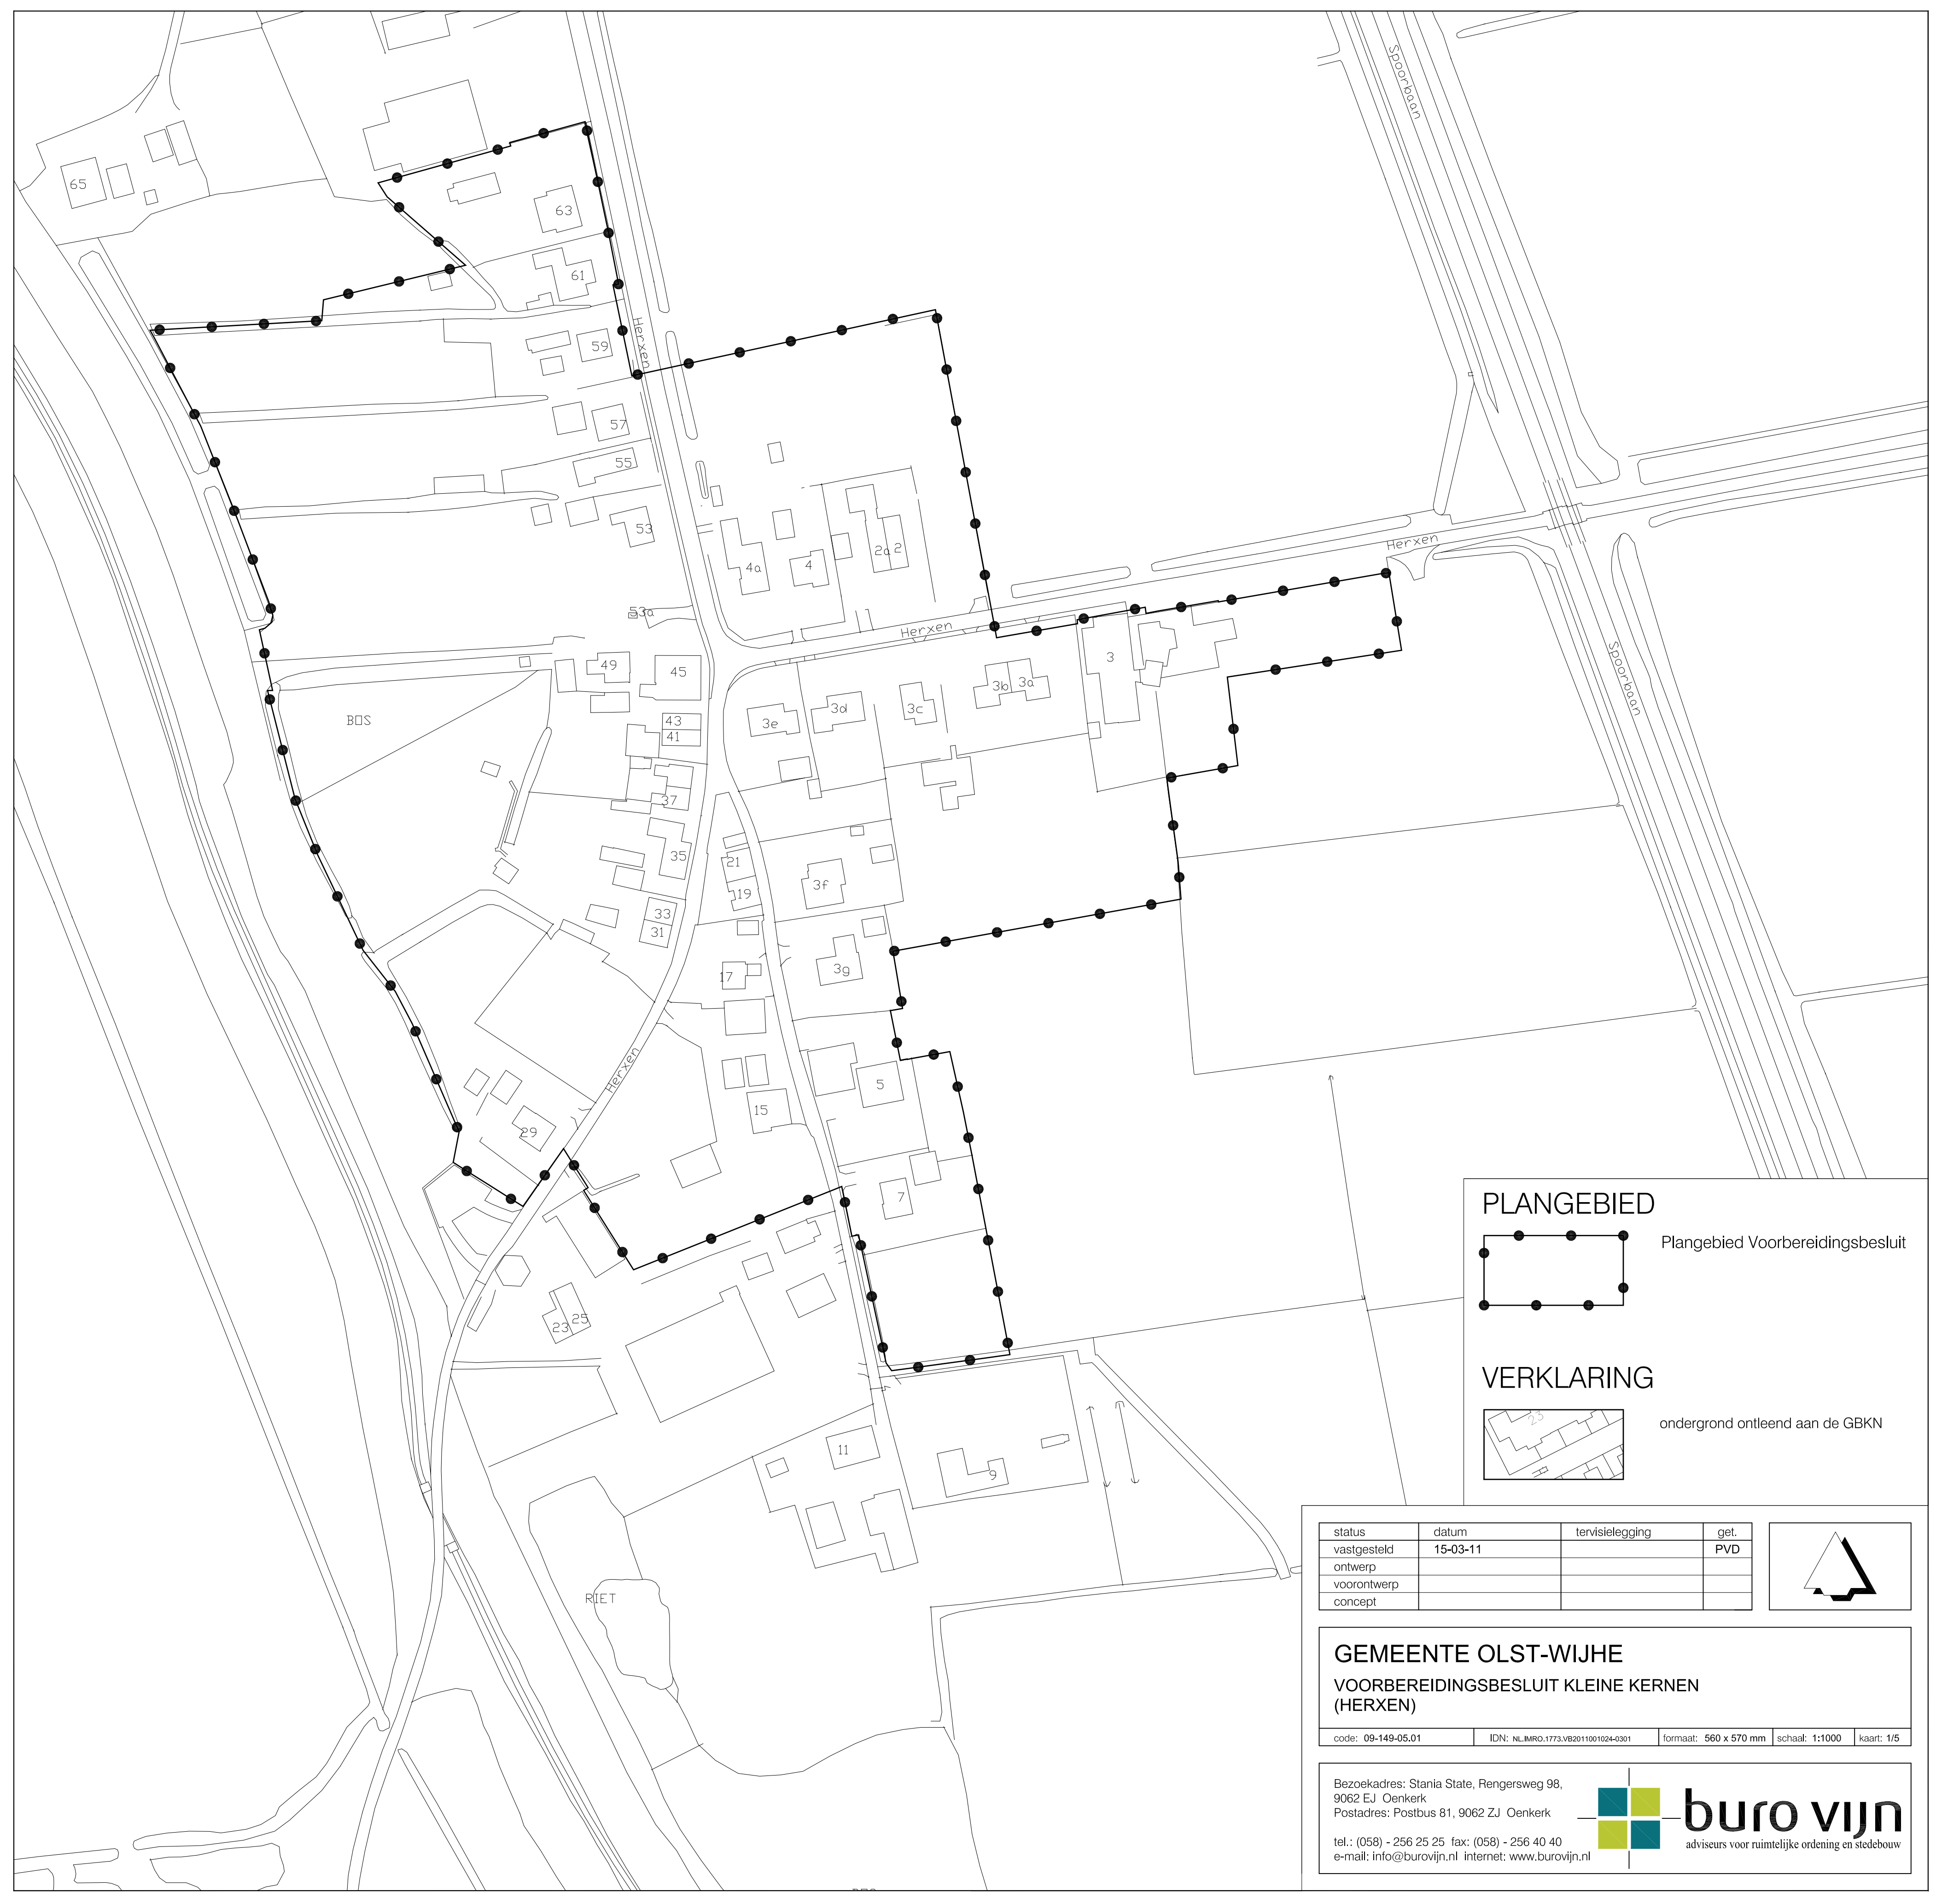 Spoorbaan
65
63
61
Herxen
59
57
55
53
4a
4
2a
2
Herxen
53a
Herxen
49
45
3
3b
3a
Spoorbaan
BOS
43
41
3e
3d
3c
37
35
21
19
3f
33
31
17
3g
Herxen
5
15
29
7
23
25
11
9
RIET
PLANGEBIED
Plangebied Voorbereidingsbesluit
VERKLARING
23
ondergrond ontleend aan de GBKN
status datum tervisielegging get.
vastgesteld 15-03-11 PVD
ontwerp
voorontwerp
concept
GEMEENTE OLST-WIJHE
VOORBEREIDINGSBESLUIT KLEINE KERNEN
(HERXEN)
code: 09-149-05.01 IDN: NL.IMRO.1773.VB2011001024-0301 formaat: 560 x 570 mm schaal: 1:1000 kaart: 1/5
Bezoekadres: Stania State, Rengersweg 98,
9062 EJ Oenkerk
Postadres: Postbus 81, 9062 ZJ Oenkerk
tel.: (058) - 256 25 25 fax: (058) - 256 40 40
e-mail: info@burovijn.nl internet: www.burovijn.nl
buro vijn
adviseurs voor ruimtelijke ordening en stedebouw